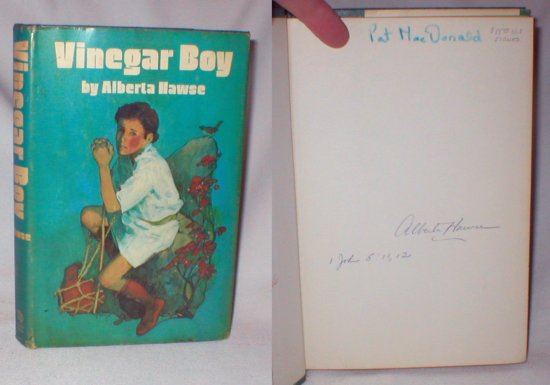 Vinegar Boy
Vinegar Boy
by Alberta Hawse
Pat MacDonald
Alberta Hawse
1 John 5:11,12